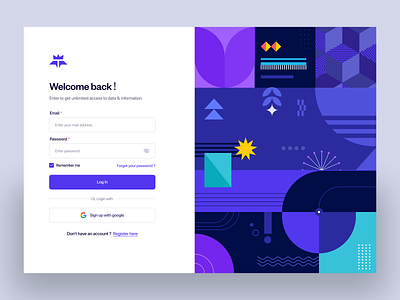 Welcome back !
Enter to get unlimited access to data & information.
Email *
Enter your mail address
Password *
Enter password
Remember me
Forgot your password ?
Log In
Or, Login with
Sign up with google
Don't have an account ? Register here